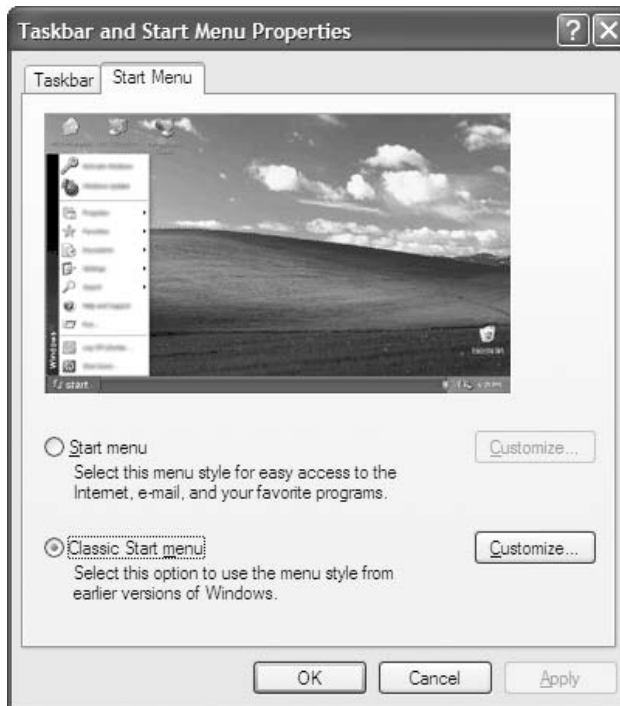 Taskbar and Start Menu Properties
Taskbar
Start Menu
Windows
start
Start menu
Customize...
Select this menu style for easy access to the
Internet, e-mail, and your favorite programs.
Classic Start menu
Customize...
Select this option to use the menu style from
earlier versions of Windows.
OK
Cancel
Apply